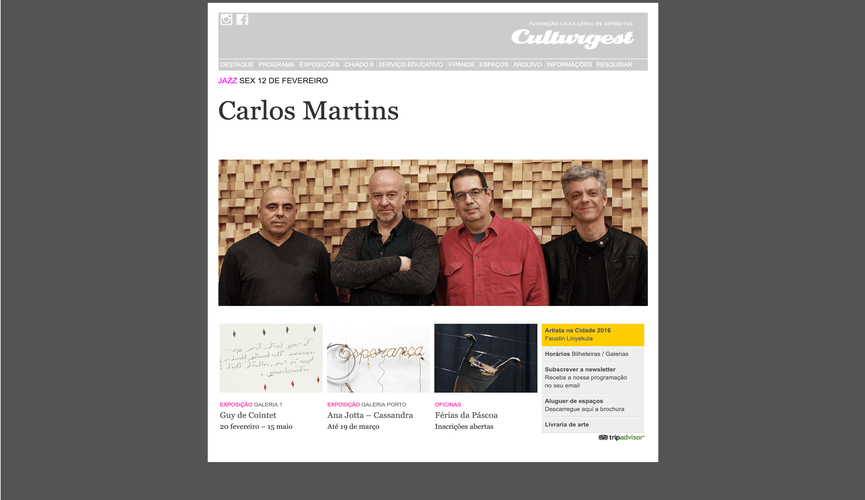 FUNDAÇÃO CAIXA GERAL DE DEPÓSITOS
Culturgest
DESTAQUE PROGRAMA EXPOSIÇÕES CHIADO 8 SERVIÇO EDUCATIVO PANOS ESPAÇOS ARQUIVO INFORMAÇÕES PESQUISAR
JAZZ SEX 12 DE FEVEREIRO
Carlos Martins
esperança
EXPOSIÇÃO GALERIA 1
Guy de Cointet
20 fevereiro – 15 maio
EXPOSIÇÃO GALERIA PORTO
Ana Jotta – Cassandra
Até 19 de março
OFICINAS
Férias da Páscoa
Inscrições abertas
Artista na Cidade 2016
Faustin Linyekula
Horários Bilheteiras / Galerias
Subscrever a newsletter
Receba a nossa programação
no seu email
Aluguer de espaços
Descarregue aqui a brochura
Livraria de arte
tripadvisor